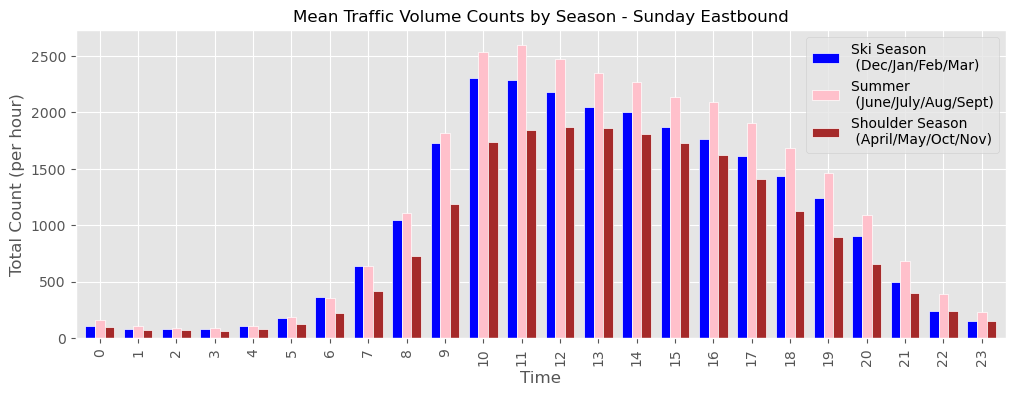 Mean Traffic Volume Counts by Season - Sunday Eastbound
Total Count (per hour)
2500
2000
1500
1000
500
0
Ski Season
(Dec/Jan/Feb/Mar)
Summer
(June/July/Aug/Sept)
Shoulder Season
(April/May/Oct/Nov)
0 1 2 3 4 5 6 7 8 9 10 11 12 13 14 15 16 17 18 19 20 21 22 23
Time